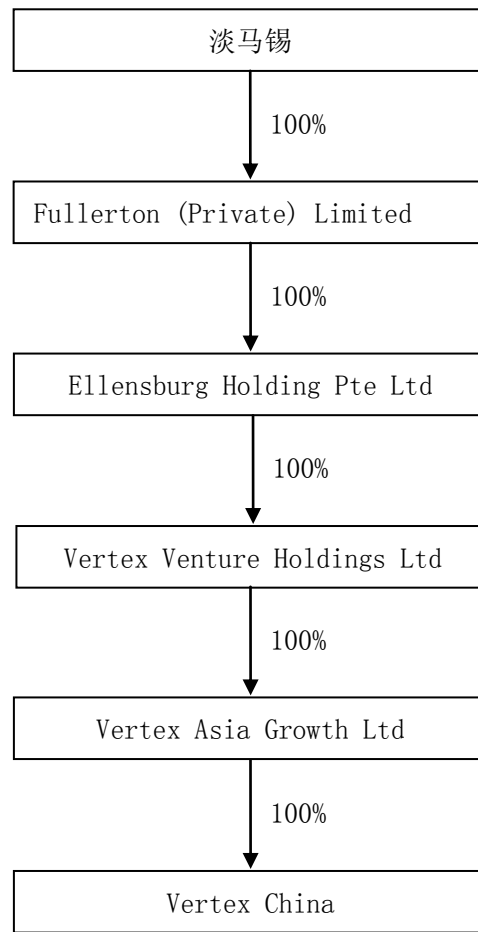 淡马锡
100%
Fullerton (Private) Limited
100%
Ellensburg Holding Pte Ltd
100%
Vertex Venture Holdings Ltd
100%
Vertex Asia Growth Ltd
100%
Vertex China